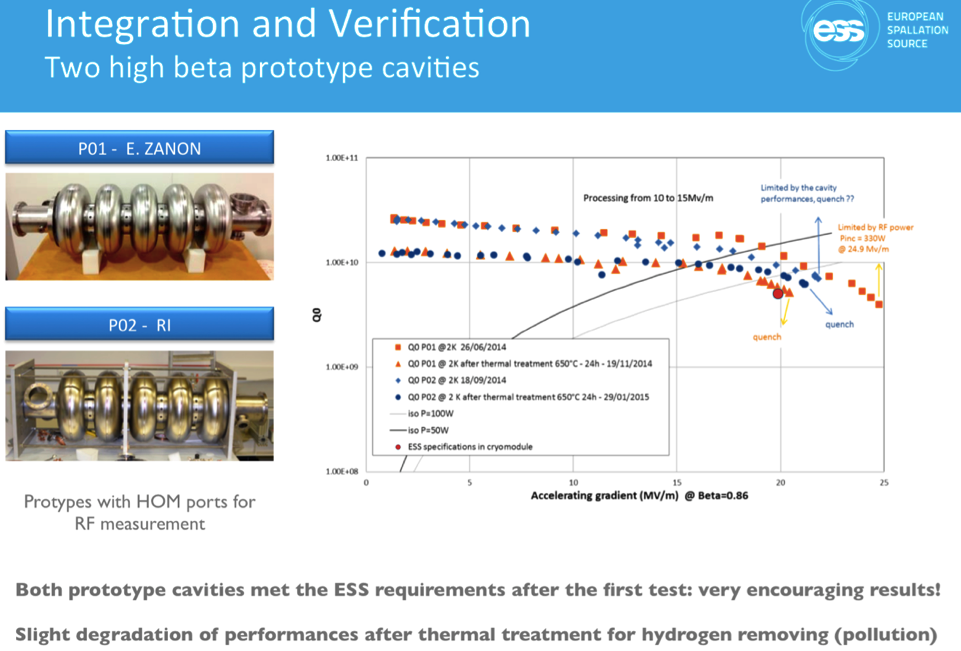 Integration and Verification
Two high beta prototype cavities
ess
EUROPEAN
SPALLATION
SOURCE
P01 - E. ZANON
P02 - RI
Protypes with HOM ports for
RF measurement
1.00E+11
1.00E+10
1.00E+09
1.00E+08
Q0
Processing from 10 to 15Mv/m
Limited by the cavity
performances, quench ??
Limited by RF power
Pinc = 330W
@ 24.9 Mv/m
quench
quench
Q0 P01 @2K 26/06/2014
Q0 P01 @ 2K after thermal treatment 650°C - 24h - 19/11/2014
Q0 P02 @ 2K 18/09/2014
Q0 P02 @ 2 K after thermal treatment 650°C 24h - 29/01/2015
iso P=100W
iso P=50W
ESS specifications in cryomodule
0 5 10 15 20 25
Accelerating gradient (MV/m) @ Beta=0.86
Both prototype cavities met the ESS requirements after the first test: very encouraging results!
Slight degradation of performances after thermal treatment for hydrogen removing (pollution)